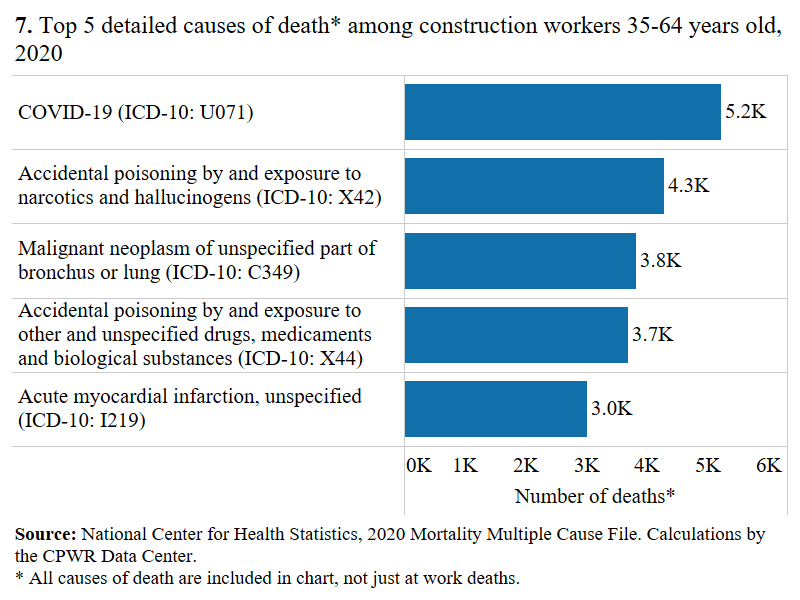 7. Top 5 detailed causes of death* among construction workers 35-64 years old,
2020
COVID-19 (ICD-10: U071)
5.2K
Accidental poisoning by and exposure to
narcotics and hallucinogens (ICD-10: X42)
4.3K
Malignant neoplasm of unspecified part of
bronchus or lung (ICD-10: C349)
3.8K
Accidental poisoning by and exposure to
other and unspecified drugs, medicaments
and biological substances (ICD-10: X44)
3.7K
Acute myocardial infarction, unspecified
(ICD-10: I219)
3.0K
0K 1K 2K 3K 4K 5K 6K
Number of deaths*
Source: National Center for Health Statistics, 2020 Mortality Multiple Cause File. Calculations by
the CPWR Data Center.
* All causes of death are included in chart, not just at work deaths.